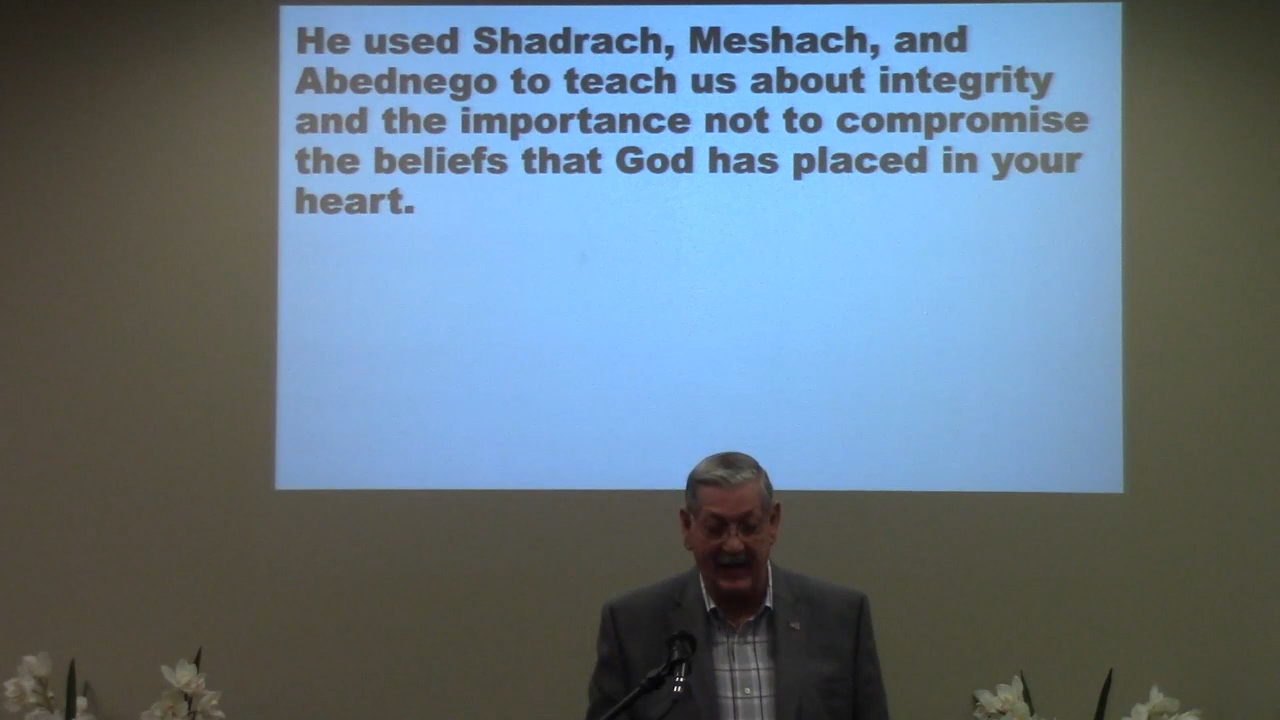 He used Shadrach, Meshach, and
Abednego to teach us about integrity
and the importance not to compromise
the beliefs that God has placed in your
heart.